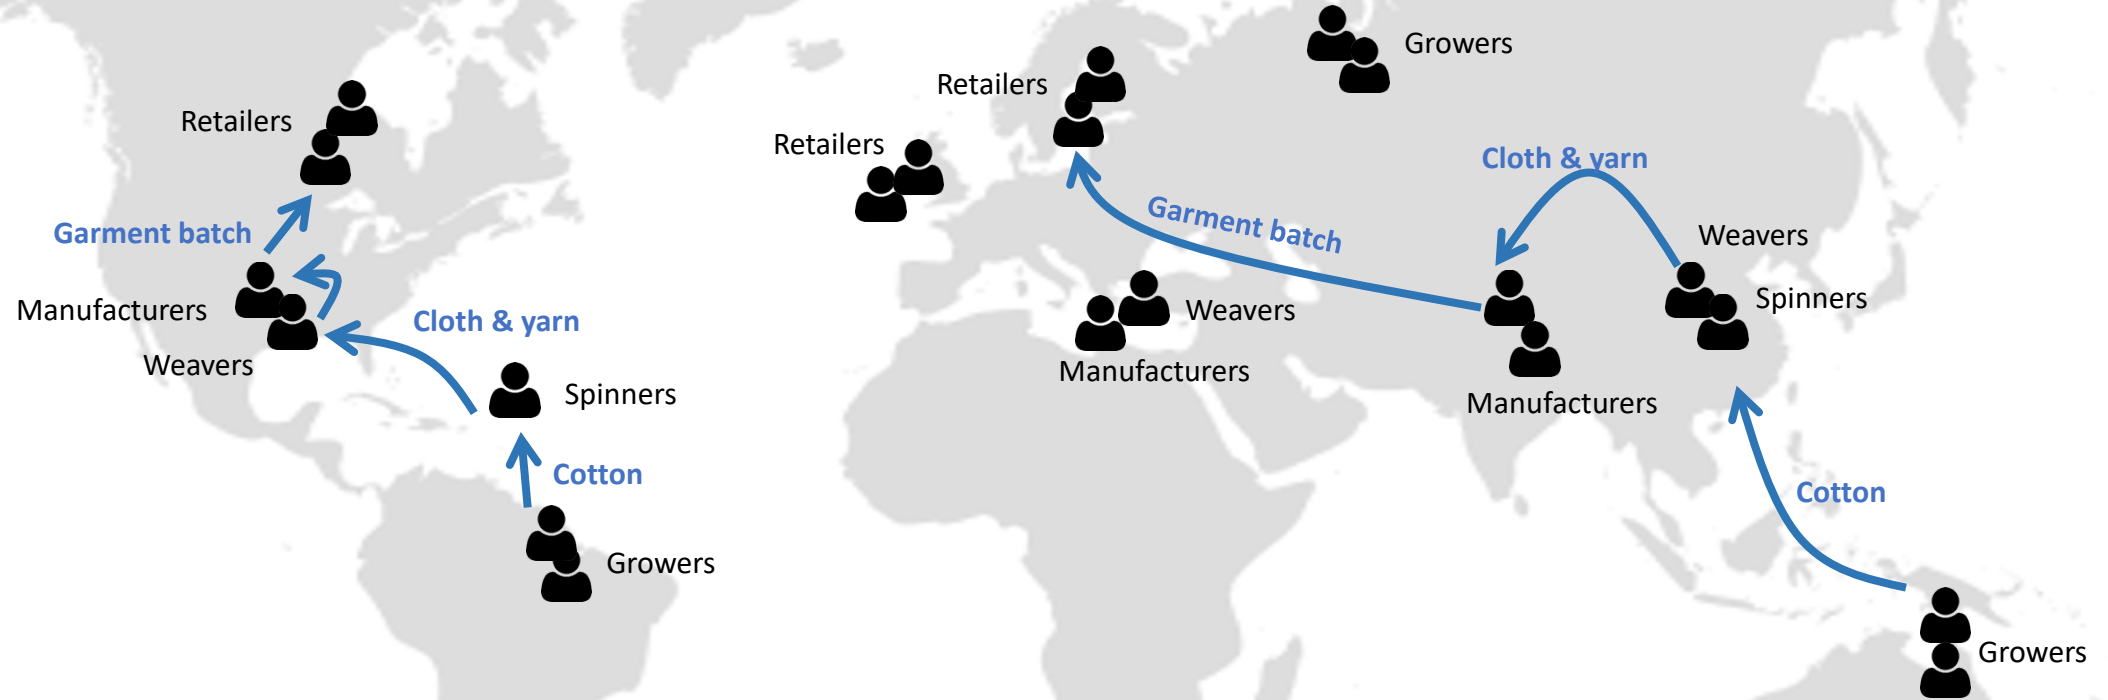 Growers
Retailers
Retailers
Retailers
Cloth & yarn
Garment batch
Garment batch
Weavers
Manufacturers
Weavers
Spinners
Cloth & yarn
Weavers
Manufacturers
Spinners
Manufacturers
Cotton
Cotton
Growers
Growers